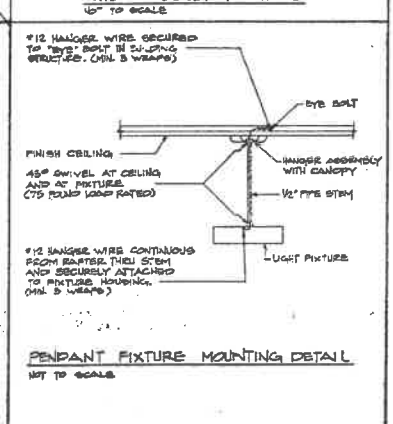 NOT TO SCALE
#12 HANGER WIRE SECURED
TO "EYE" BOLT IN BUILDING
STRUCTURE. (MIN. 3 WRAPS)
EYE BOLT
FINISH CEILING
HANGER ASSEMBLY
WITH CANOPY
45° SWIVEL AT CEILING
AND AT FIXTURE
(75 POUND LOAD RATED)
1/2" PIPE STEM
#12 HANGER WIRE CONTINUOUS
FROM RAFTER THRU STEM
AND SECURELY ATTACHED
TO FIXTURE HOUSING.
(MIN. 3 WRAPS)
LIGHT FIXTURE
PENDANT FIXTURE MOUNTING DETAIL
NOT TO SCALE